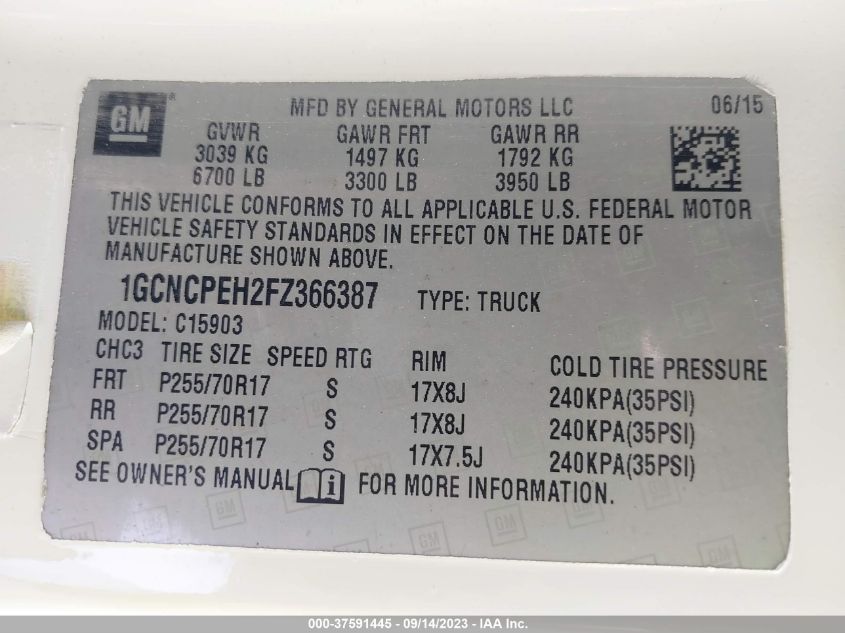 GM® MFD BY GENERAL MOTORS LLC 06/15
GVWR GAWR FRT GAWR RR
3039 KG 1497 KG 1792 KG
6700 LB 3300 LB 3950 LB
THIS VEHICLE CONFORMS TO ALL APPLICABLE U.S. FEDERAL MOTOR
VEHICLE SAFETY STANDARDS IN EFFECT ON THE DATE OF
MANUFACTURE SHOWN ABOVE.
1GCNCPEH2FZ366387 TYPE: TRUCK
MODEL: C15903
CHC3 TIRE SIZE SPEED RTG RIM COLD TIRE PRESSURE
FRT P255/70R17 S 17X8J 240KPA(35PSI)
RR P255/70R17 S 17X8J 240KPA(35PSI)
SPA P255/70R17 S 17X7.5J 240KPA(35PSI)
SEE OWNER'S MANUAL i FOR MORE INFORMATION.
GM GM GM GM
000-37591445 - 09/14/2023 - IAA Inc.